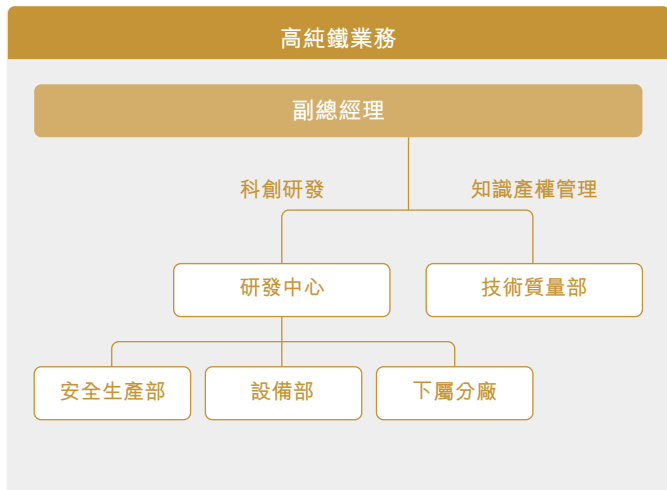 高純鐵業務
副總經理
科創研發
知識產權管理
研發中心
技術質量部
安全生產部
設備部
下屬分廠